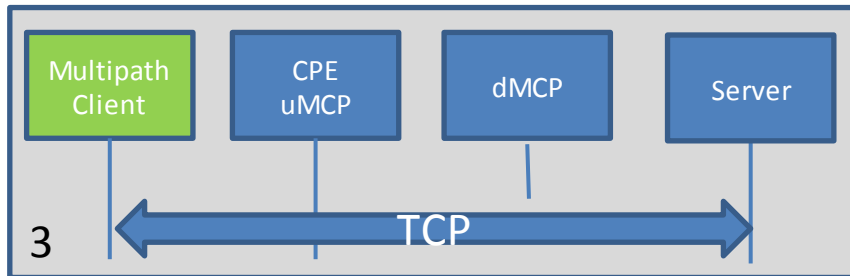 Multipath
Client
CPE
uMCP
dMCP
Server
TCP
3